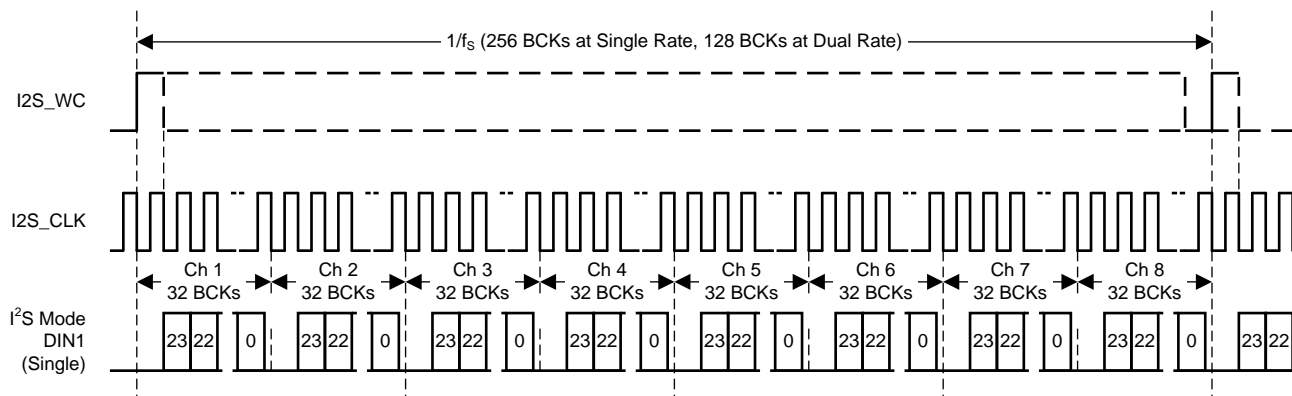 1/fS (256 BCKs at Single Rate, 128 BCKs at Dual Rate)
I2S_WC
I2S_CLK
Ch 1 Ch 2 Ch 3 Ch 4 Ch 5 Ch 6 Ch 7 Ch 8
32 BCKs 32 BCKs 32 BCKs 32 BCKs 32 BCKs 32 BCKs 32 BCKs 32 BCKs
I²S Mode
DIN1
(Single)
23 22 0 23 22 0 23 22 0 23 22 0 23 22 0 23 22 0 23 22 0 23 22 0 23 22